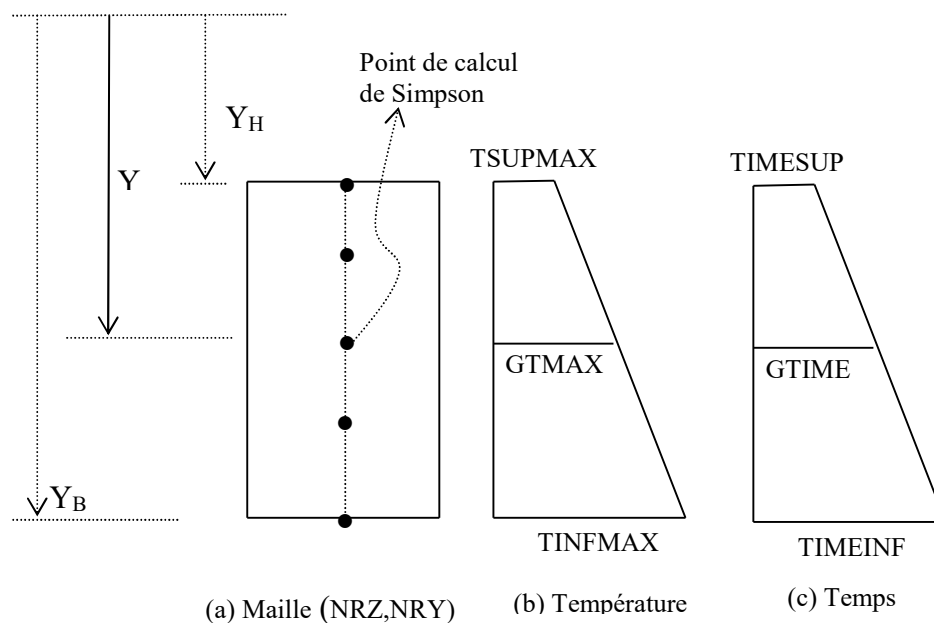 Point de calcul
de Simpson
Y_H
Y
TSUPMAX
TIMESUP
GTMAX
GTIME
Y_B
TINFMAX
TIMEINF
(a) Maille (NRZ,NRY)
(b) Température
(c) Temps